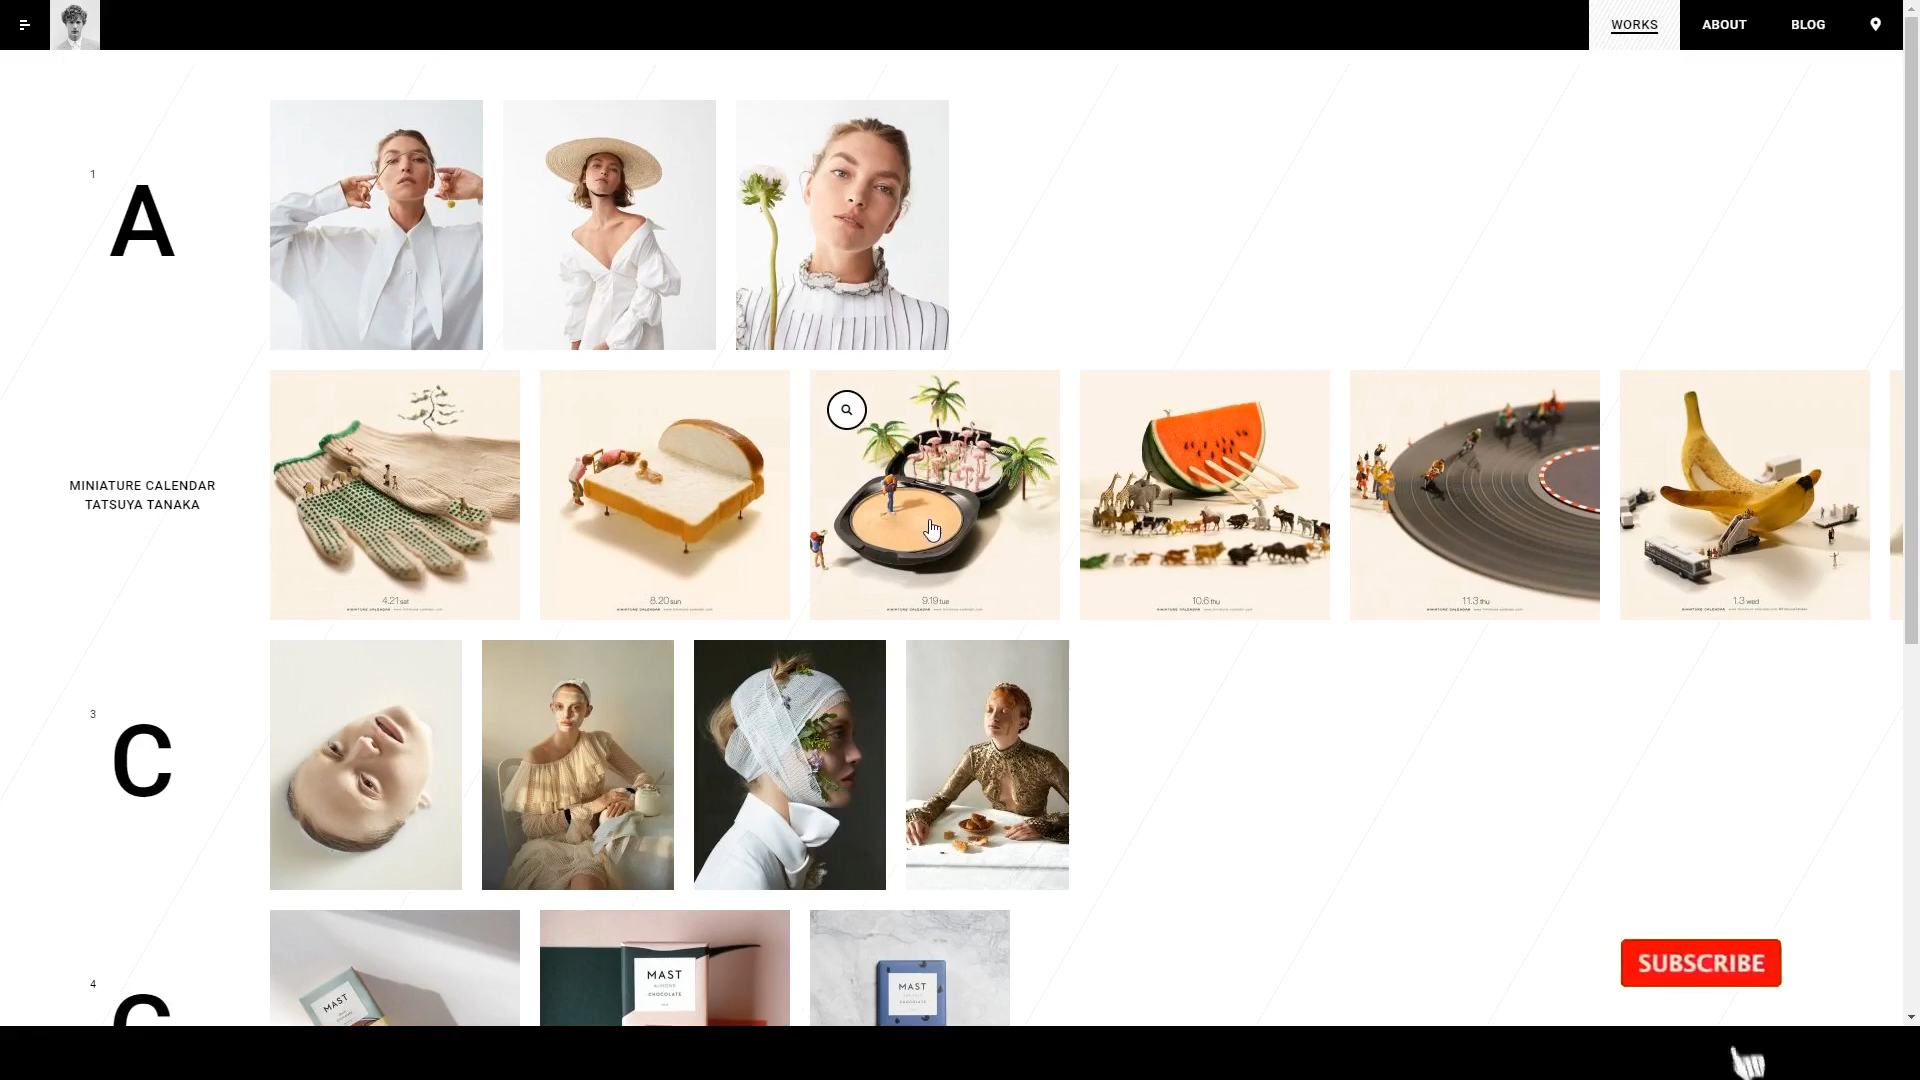 WORKS
ABOUT
BLOG
1
A
MINIATURE CALENDAR
TATSUYA TANAKA
4.21 sat
8.20 sun
9.19 tue
10.6 thu
11.3 thu
1.3 wed
3
C
4
C
MAST
MAST
ALMOND
CHOCOLATE
MAST
CHOCOLATE
SUBSCRIBE